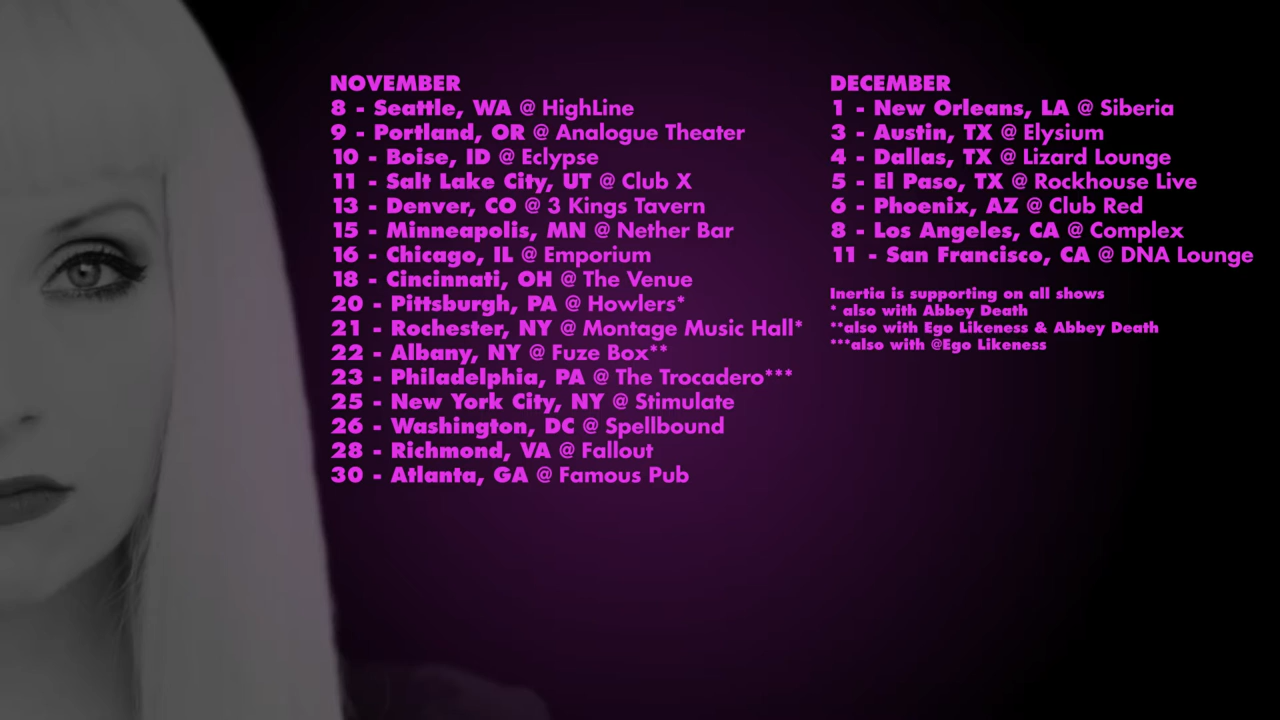 NOVEMBER
8 - Seattle, WA @ HighLine
9 - Portland, OR @ Analogue Theater
10 - Boise, ID @ Eclypse
11 - Salt Lake City, UT @ Club X
13 - Denver, CO @ 3 Kings Tavern
15 - Minneapolis, MN @ Nether Bar
16 - Chicago, IL @ Emporium
18 - Cincinnati, OH @ The Venue
20 - Pittsburgh, PA @ Howlers*
21 - Rochester, NY @ Montage Music Hall*
22 - Albany, NY @ Fuze Box**
23 - Philadelphia, PA @ The Trocadero***
25 - New York City, NY @ Stimulate
26 - Washington, DC @ Spellbound
28 - Richmond, VA @ Fallout
30 - Atlanta, GA @ Famous Pub
DECEMBER
1 - New Orleans, LA @ Siberia
3 - Austin, TX @ Elysium
4 - Dallas, TX @ Lizard Lounge
5 - El Paso, TX @ Rockhouse Live
6 - Phoenix, AZ @ Club Red
8 - Los Angeles, CA @ Complex
11 - San Francisco, CA @ DNA Lounge
Inertia is supporting on all shows
* also with Abbey Death
**also with Ego Likeness & Abbey Death
***also with @Ego Likeness